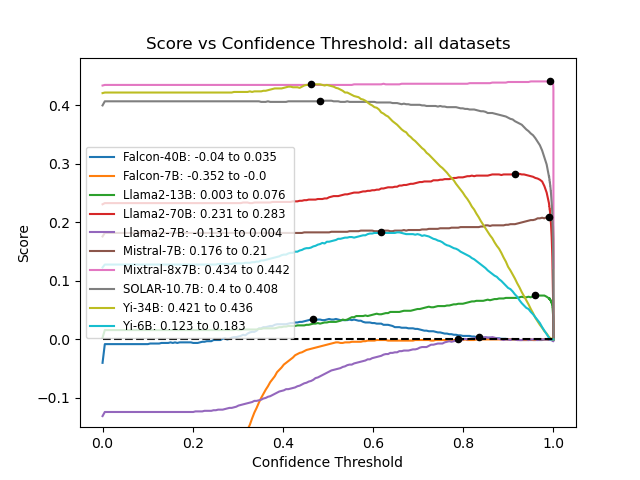 Score vs Confidence Threshold: all datasets
Score
0.4
0.3
0.2
0.1
0.0
−0.1
Falcon-40B: -0.04 to 0.035
Falcon-7B: -0.352 to -0.0
Llama2-13B: 0.003 to 0.076
Llama2-70B: 0.231 to 0.283
Llama2-7B: -0.131 to 0.004
Mistral-7B: 0.176 to 0.21
Mixtral-8x7B: 0.434 to 0.442
SOLAR-10.7B: 0.4 to 0.408
Yi-34B: 0.421 to 0.436
Yi-6B: 0.123 to 0.183
0.0 0.2 0.4 0.6 0.8 1.0
Confidence Threshold